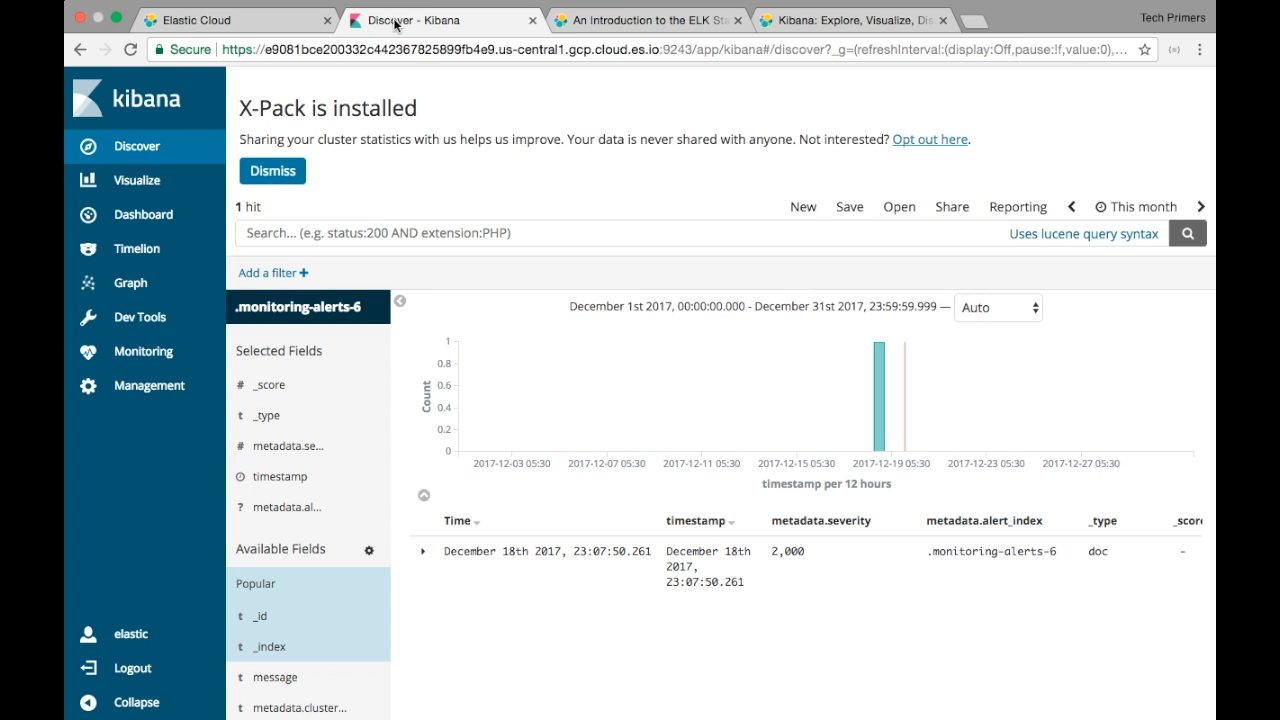 Elastic Cloud
Discover - Kibana
An Introduction to the ELK Sta
Kibana: Explore, Visualize, Dis
Tech Primers
Secure
https://e9081bce200332c442367825899fb4e9.us-central1.gcp.cloud.es.io:9243/app/kibana#/discover?_g=(refreshInterval:(display:Off,pause:!f,value:0),...
kibana
Discover
Visualize
Dashboard
Timelion
Graph
Dev Tools
Monitoring
Management
elastic
Logout
Collapse
X-Pack is installed
Sharing your cluster statistics with us helps us improve. Your data is never shared with anyone. Not interested? Opt out here.
Dismiss
1 hit
New Save Open Share Reporting This month
Search... (e.g. status:200 AND extension:PHP)
Uses lucene query syntax
Add a filter +
.monitoring-alerts-6
Selected Fields
# _score
t _type
# metadata.se...
timestamp
? metadata.al...
Available Fields
Popular
t _id
t _index
t message
t metadata.cluster...
December 1st 2017, 00:00:00.000 - December 31st 2017, 23:59:59.999 — Auto
Count
1
0.8
0.6
0.4
0.2
0
2017-12-03 05:30 2017-12-07 05:30 2017-12-11 05:30 2017-12-15 05:30 2017-12-19 05:30 2017-12-23 05:30 2017-12-27 05:30
timestamp per 12 hours
Time timestamp metadata.severity metadata.alert_index _type _score
December 18th 2017, 23:07:50.261 December 18th 2,000 .monitoring-alerts-6 doc -
2017,
23:07:50.261